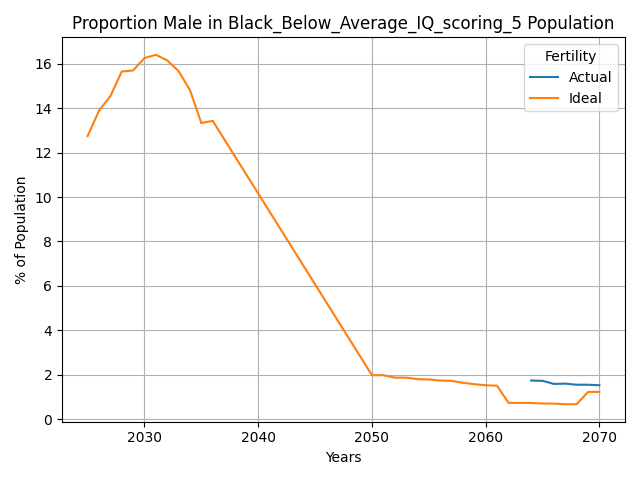 Proportion Male in Black_Below_Average_IQ_scoring_5 Population
Fertility
Actual
Ideal
% of Population
16
14
12
10
8
6
4
2
0
2030
2040
2050
2060
2070
Years